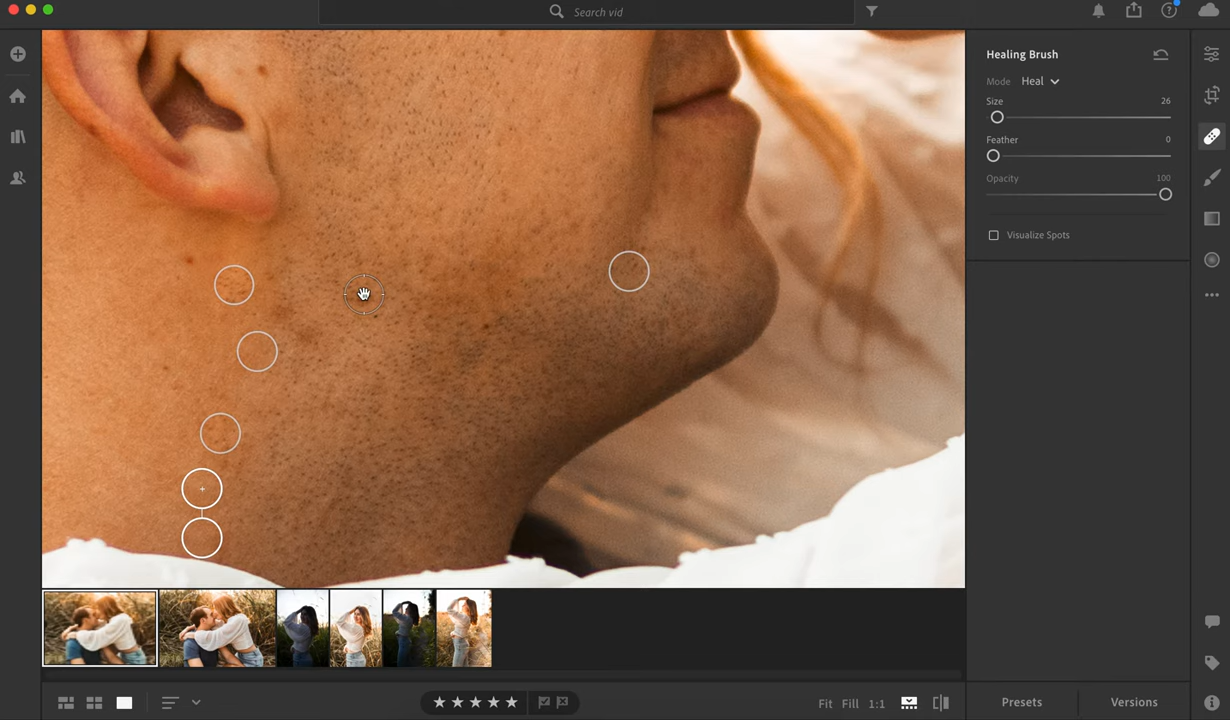 Search vid
Healing Brush
Mode Heal
Size 26
Feather 0
Opacity 100
Visualize Spots
Fit Fill 1:1
Presets Versions